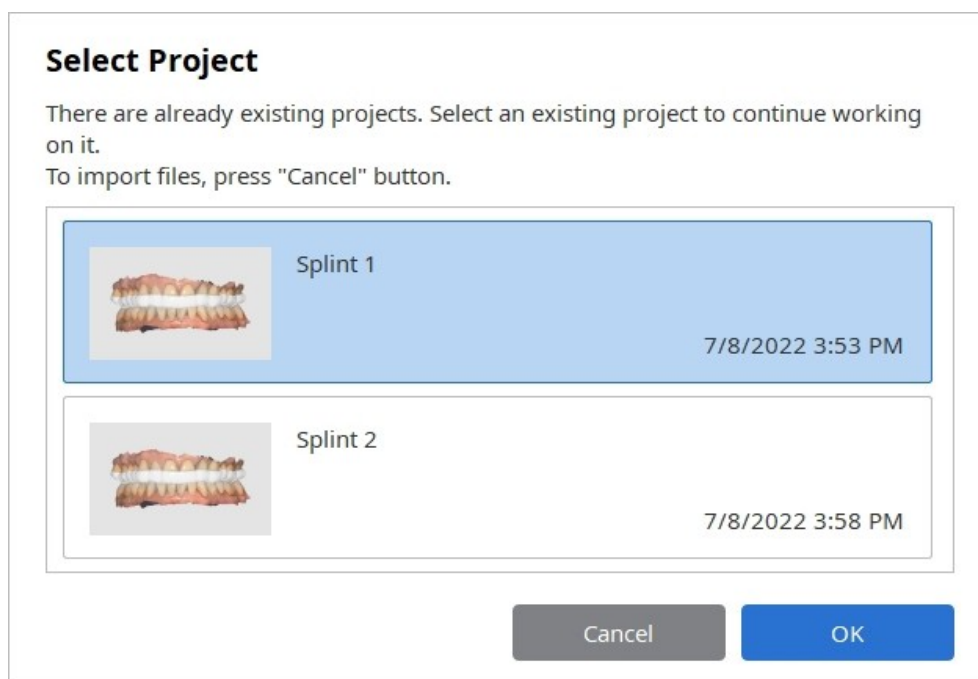 Select Project
There are already existing projects. Select an existing project to continue working
on it.
To import files, press "Cancel" button.
Splint 1
7/8/2022 3:53 PM
Splint 2
7/8/2022 3:58 PM
Cancel
OK